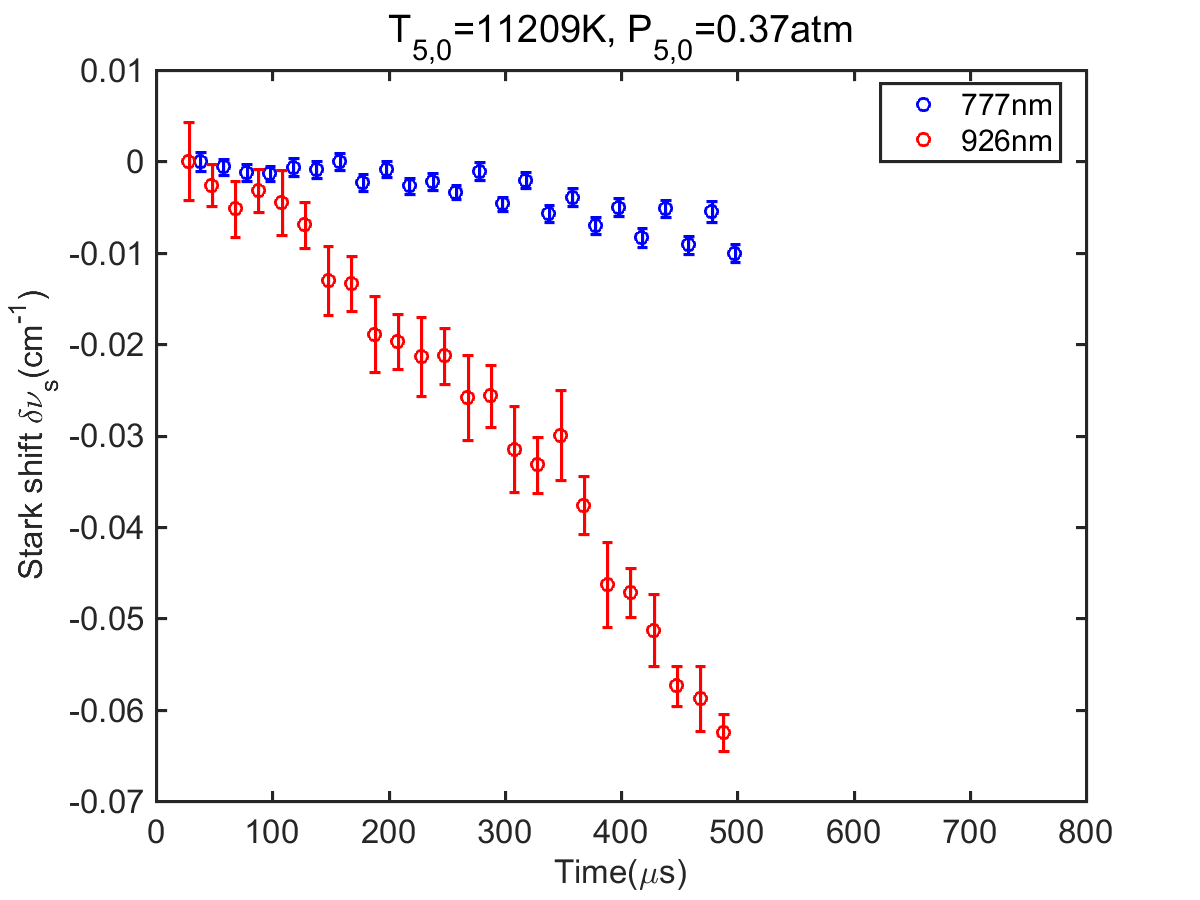 T5,0=11209K, P5,0=0.37atm
777nm
926nm
0.01
0
-0.01
-0.02
-0.03
-0.04
-0.05
-0.06
-0.07
Stark shift δνs(cm-1)
0 100 200 300 400 500 600 700 800
Time(μs)